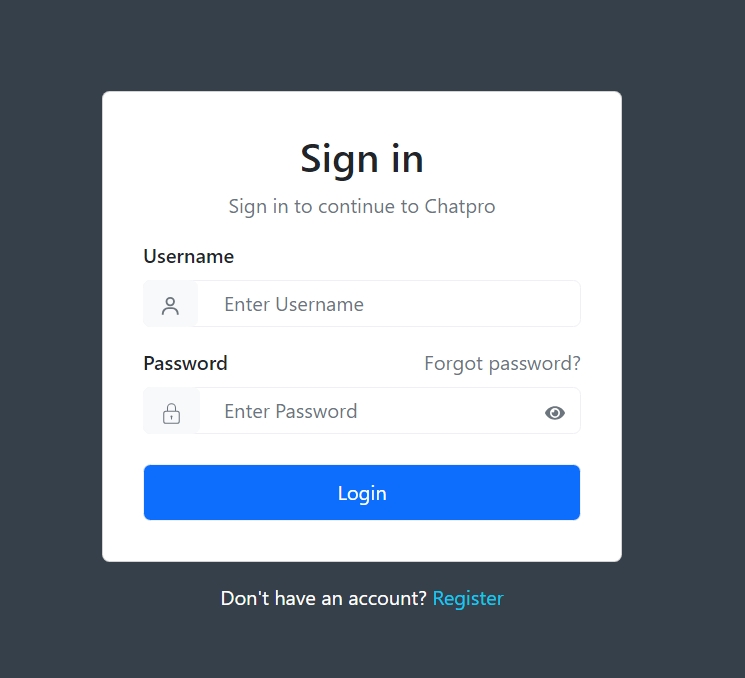 Sign in
Sign in to continue to Chatpro
Username
Enter Username
Password Forgot password?
Enter Password
Login
Don't have an account? Register